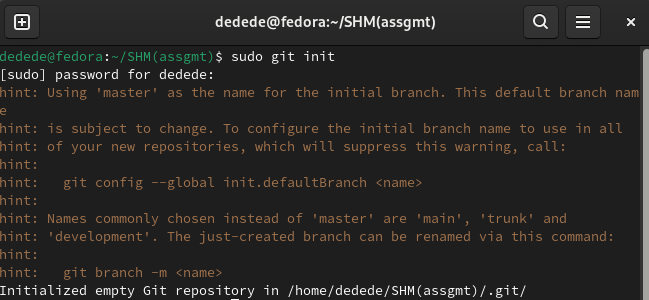 dedede@fedora:~/SHM(assgmt)
dedede@fedora:~/SHM(assgmt)$ sudo git init
[sudo] password for dedede:
hint: Using 'master' as the name for the initial branch. This default branch nam
e
hint: is subject to change. To configure the initial branch name to use in all
hint: of your new repositories, which will suppress this warning, call:
hint:
hint:   git config --global init.defaultBranch <name>
hint:
hint: Names commonly chosen instead of 'master' are 'main', 'trunk' and
hint: 'development'. The just-created branch can be renamed via this command:
hint:
hint:   git branch -m <name>
Initialized empty Git repository in /home/dedede/SHM(assgmt)/.git/